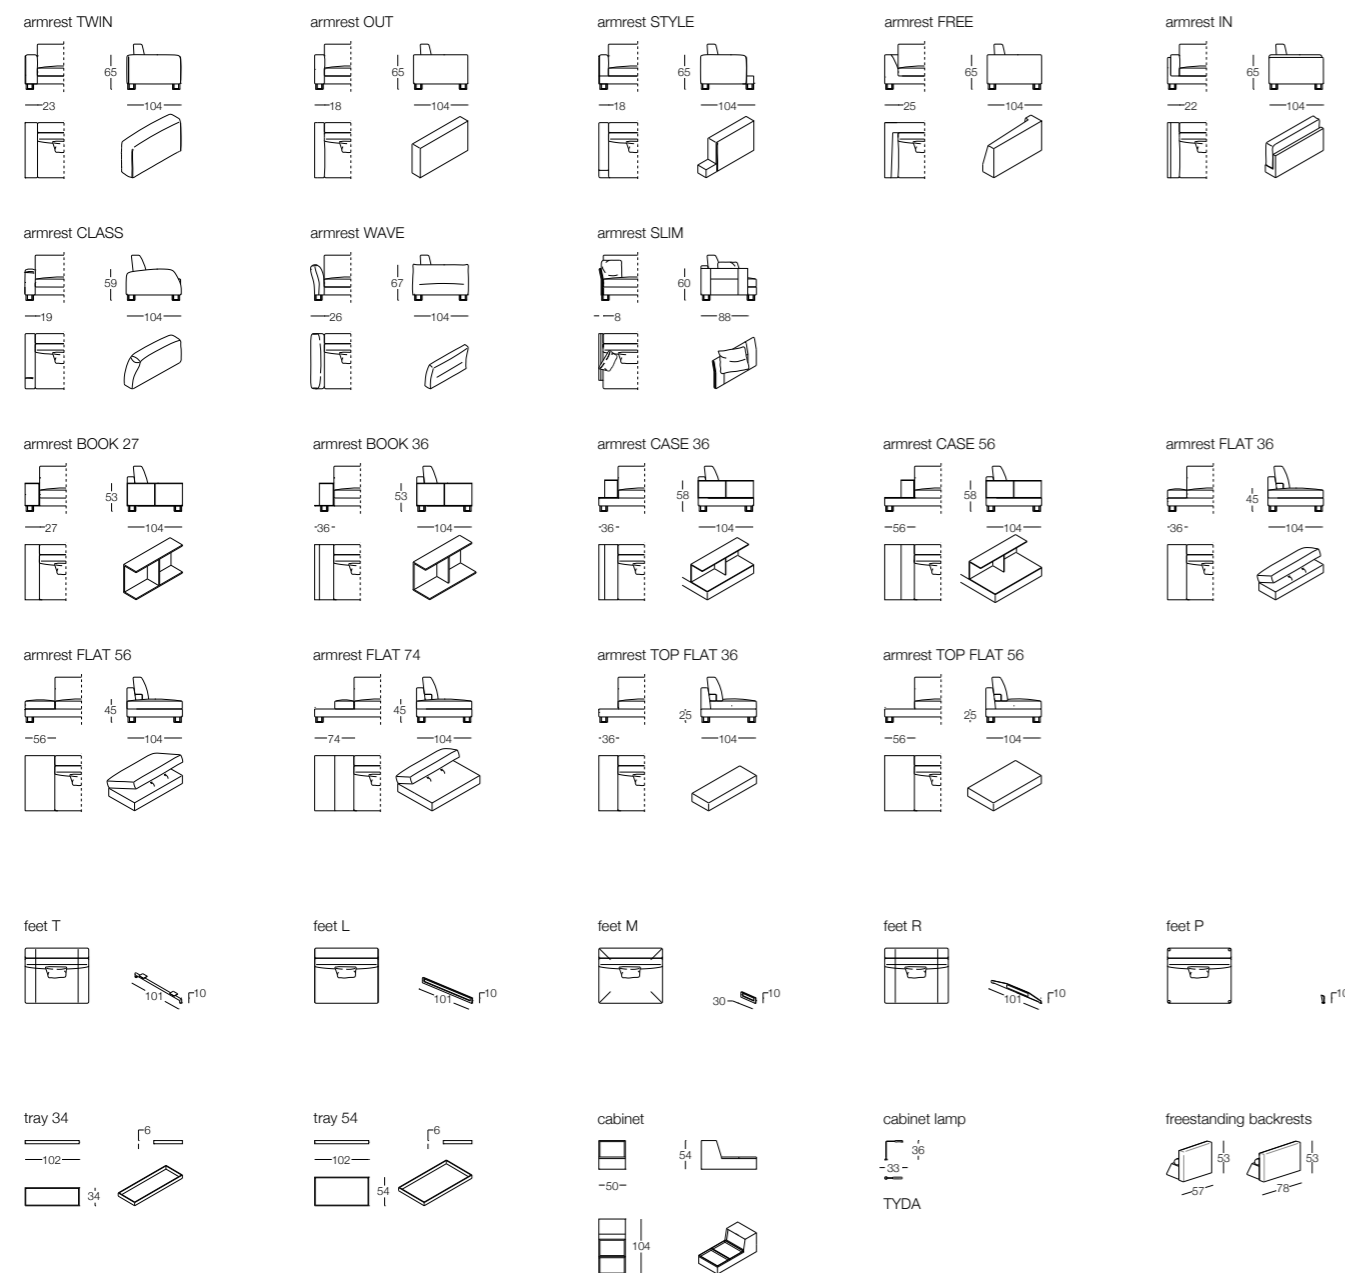 armrest TWIN
armrest OUT
armrest STYLE
armrest FREE
armrest IN
65
65
65
65
65
23
104
18
104
18
104
25
104
22
104
armrest CLASS
armrest WAVE
armrest SLIM
59
67
60
19
104
26
104
8
88
armrest BOOK 27
armrest BOOK 36
armrest CASE 36
armrest CASE 56
armrest FLAT 36
53
53
58
58
45
27
104
36
104
36
104
56
104
36
104
armrest FLAT 56
armrest FLAT 74
armrest TOP FLAT 36
armrest TOP FLAT 56
45
45
25
25
56
104
74
104
36
104
56
104
feet T
feet L
feet M
feet R
feet P
101
10
101
10
30
10
101
10
10
tray 34
tray 54
cabinet
cabinet lamp
freestanding backrests
6
6
54
36
53
53
102
102
33
50
57
78
34
54
TYDA
104